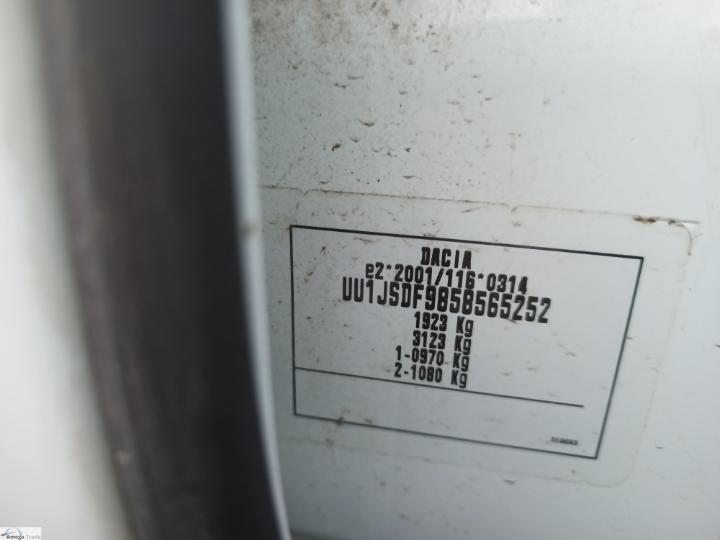 DACIA
e2*2001/116*0314
UU1JSDF9858565252
1923 Kg
3123 Kg
1-0970 Kg
2-1080 Kg